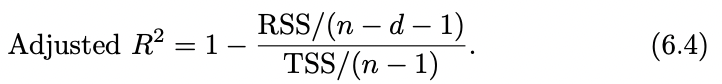 Adjusted R² = 1 − RSS/(n − d − 1) / TSS/(n − 1) . (6.4)